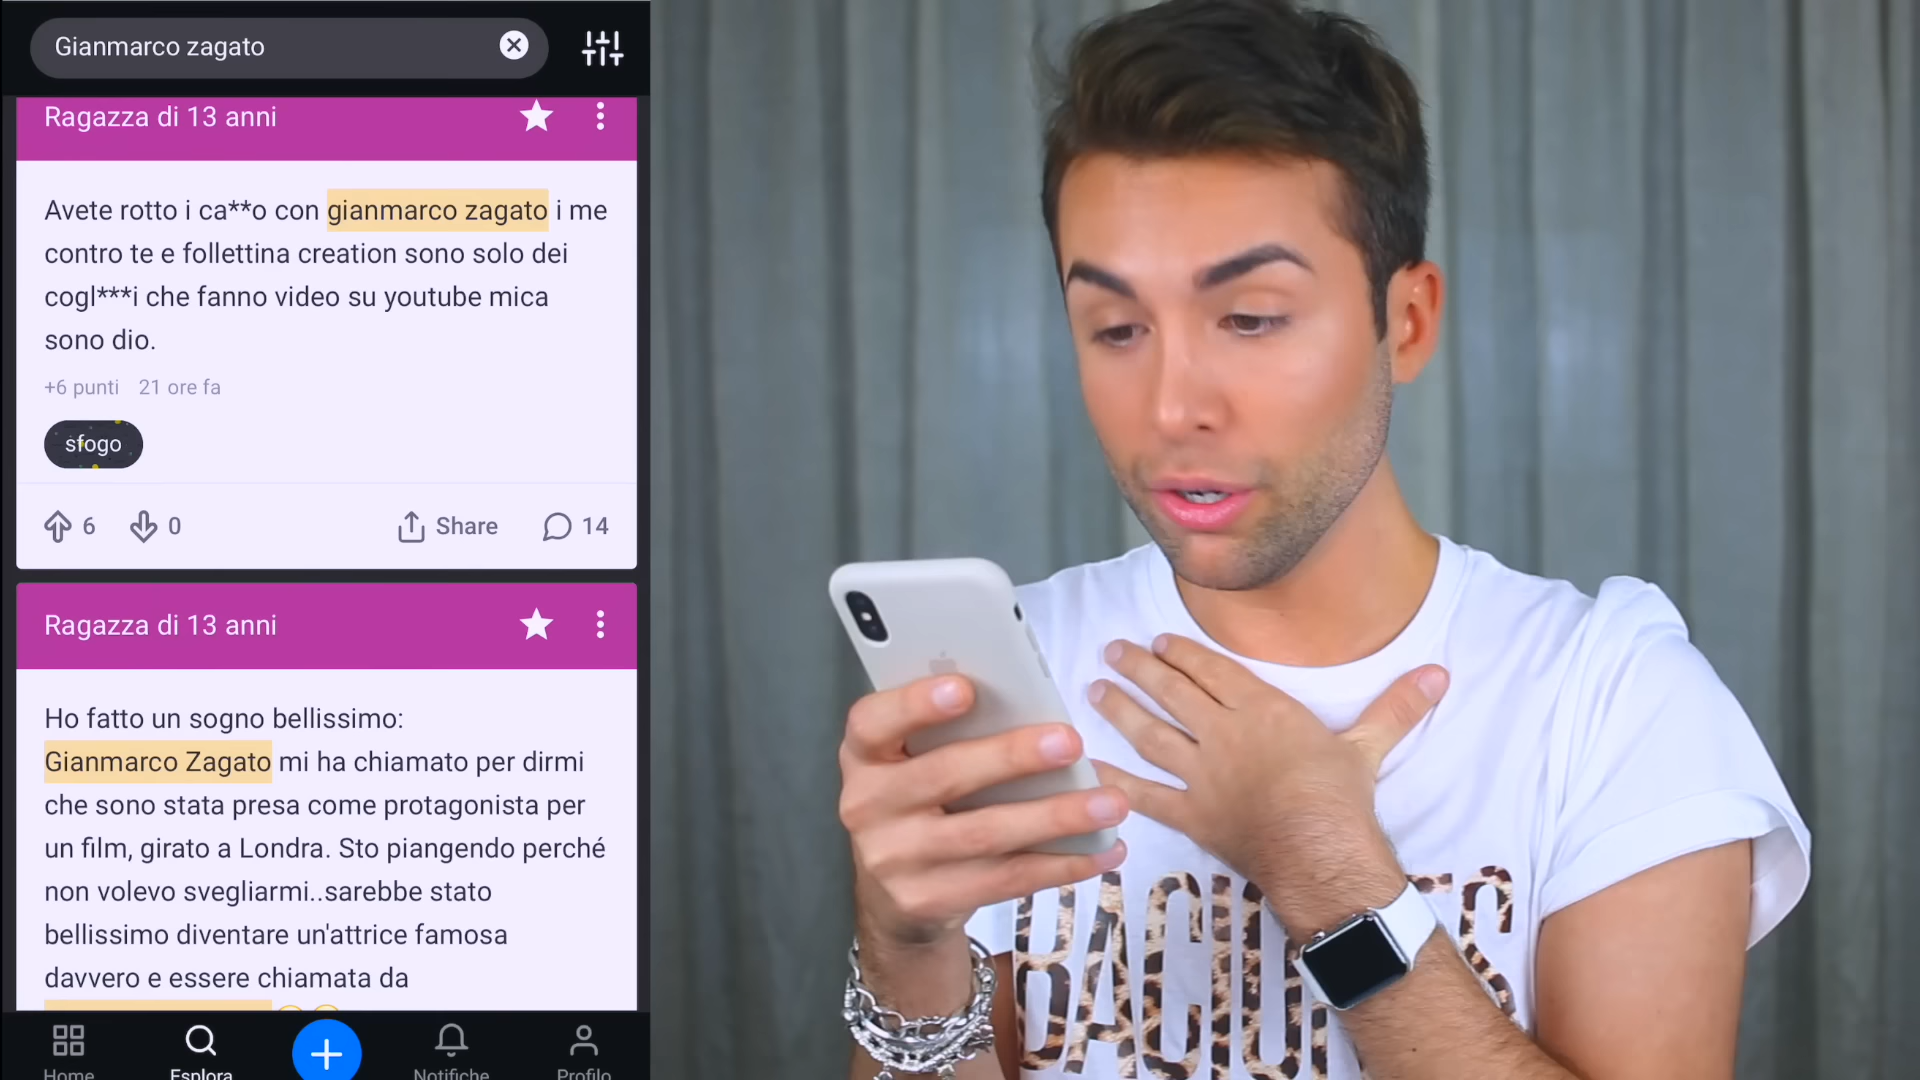 Gianmarco zagato
Ragazza di 13 anni
Avete rotto i ca**o con gianmarco zagato i me
contro te e follettina creation sono solo dei
cogl***i che fanno video su youtube mica
sono dio.
+6 punti 21 ore fa
sfogo
6 0 Share 14
Ragazza di 13 anni
Ho fatto un sogno bellissimo:
Gianmarco Zagato mi ha chiamato per dirmi
che sono stata presa come protagonista per
un film, girato a Londra. Sto piangendo perché
non volevo svegliarmi..sarebbe stato
bellissimo diventare un'attrice famosa
davvero e essere chiamata da
Home Esplora Notifiche Profilo